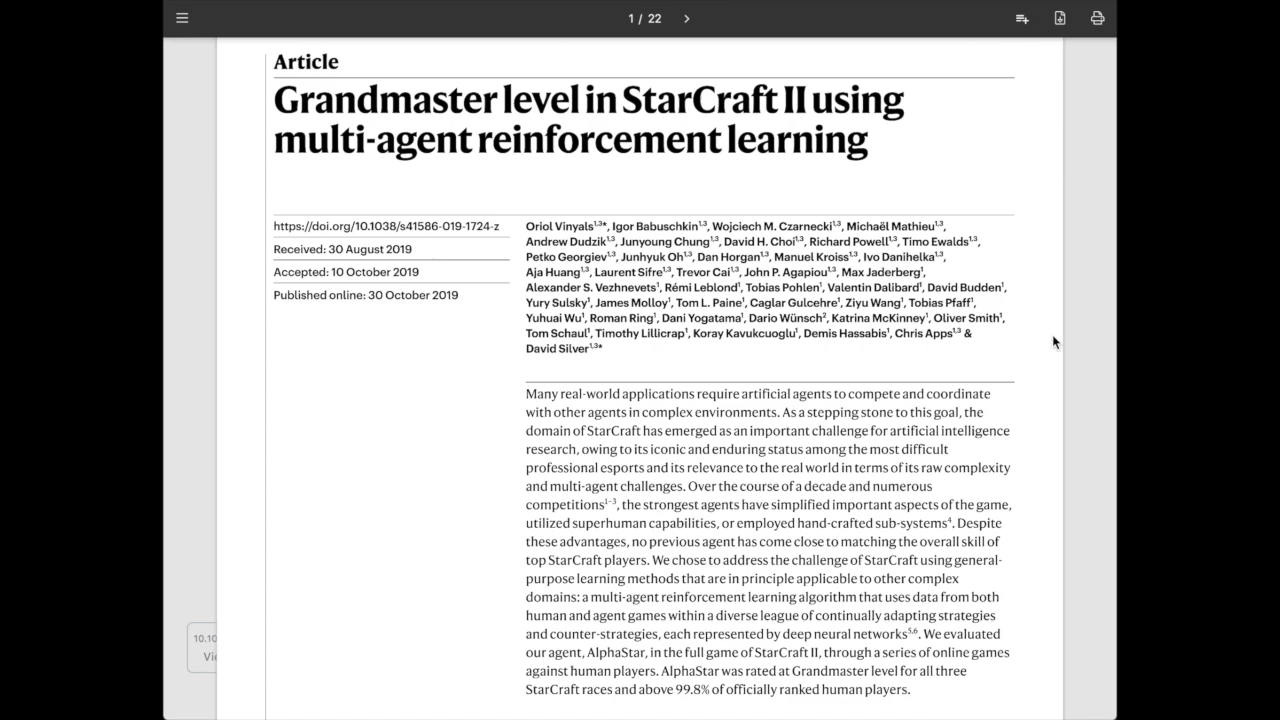 1 / 22
Article
Grandmaster level in StarCraft II using
multi-agent reinforcement learning
https://doi.org/10.1038/s41586-019-1724-z
Received: 30 August 2019
Accepted: 10 October 2019
Published online: 30 October 2019
Oriol Vinyals1,3*, Igor Babuschkin1,3, Wojciech M. Czarnecki1,3, Michaël Mathieu1,3,
Andrew Dudzik1,3, Junyoung Chung1,3, David H. Choi1,3, Richard Powell1,3, Timo Ewalds1,3,
Petko Georgiev1,3, Junhyuk Oh1,3, Dan Horgan1,3, Manuel Kroiss1,3, Ivo Danihelka1,3,
Aja Huang1,3, Laurent Sifre1,3, Trevor Cai1,3, John P. Agapiou1,3, Max Jaderberg1,
Alexander S. Vezhnevets1, Rémi Leblond1, Tobias Pohlen1, Valentin Dalibard1, David Budden1,
Yury Sulsky1, James Molloy1, Tom L. Paine1, Caglar Gulcehre1, Ziyu Wang1, Tobias Pfaff1,
Yuhuai Wu1, Roman Ring1, Dani Yogatama1, Dario Wünsch2, Katrina McKinney1, Oliver Smith1,
Tom Schaul1, Timothy Lillicrap1, Koray Kavukcuoglu1, Demis Hassabis1, Chris Apps1,3 &
David Silver1,3*
Many real-world applications require artificial agents to compete and coordinate
with other agents in complex environments. As a stepping stone to this goal, the
domain of StarCraft has emerged as an important challenge for artificial intelligence
research, owing to its iconic and enduring status among the most difficult
professional esports and its relevance to the real world in terms of its raw complexity
and multi-agent challenges. Over the course of a decade and numerous
competitions1–3, the strongest agents have simplified important aspects of the game,
utilized superhuman capabilities, or employed hand-crafted sub-systems4. Despite
these advantages, no previous agent has come close to matching the overall skill of
top StarCraft players. We chose to address the challenge of StarCraft using general-
purpose learning methods that are in principle applicable to other complex
domains: a multi-agent reinforcement learning algorithm that uses data from both
human and agent games within a diverse league of continually adapting strategies
and counter-strategies, each represented by deep neural networks5,6. We evaluated
our agent, AlphaStar, in the full game of StarCraft II, through a series of online games
against human players. AlphaStar was rated at Grandmaster level for all three
StarCraft races and above 99.8% of officially ranked human players.
10.10
Vi